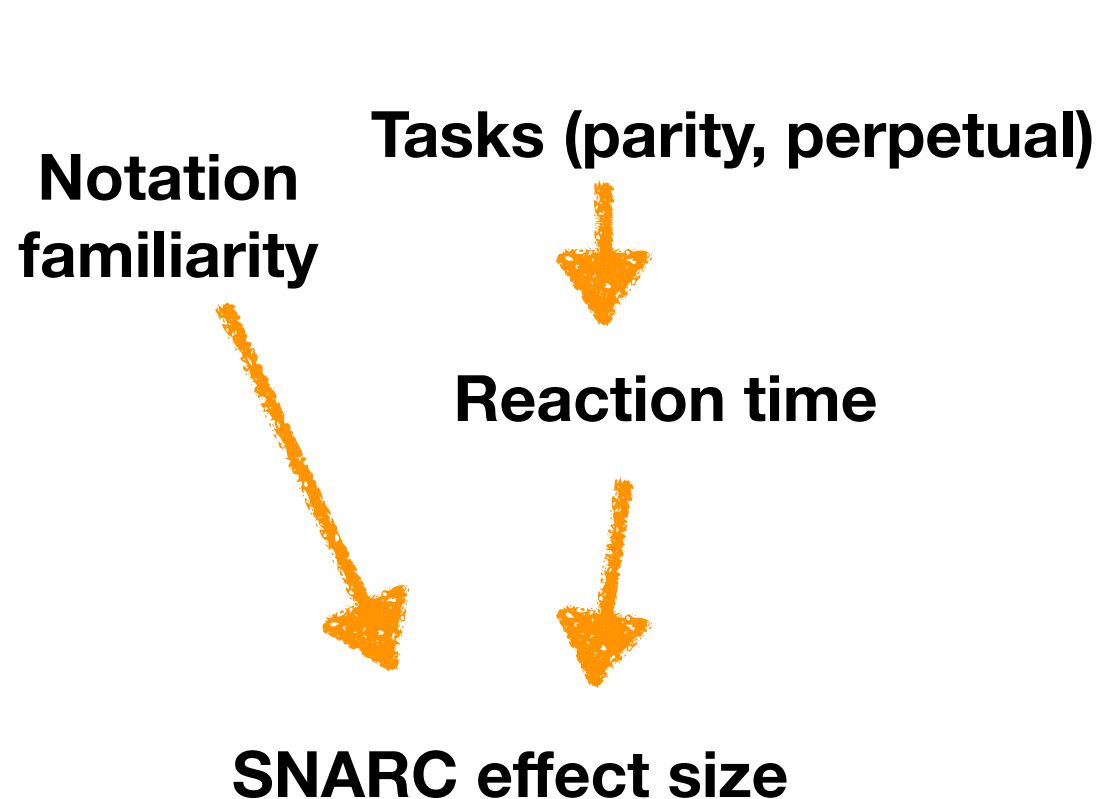 Tasks (parity, perpetual)
Notation
familiarity
Reaction time
SNARC effect size